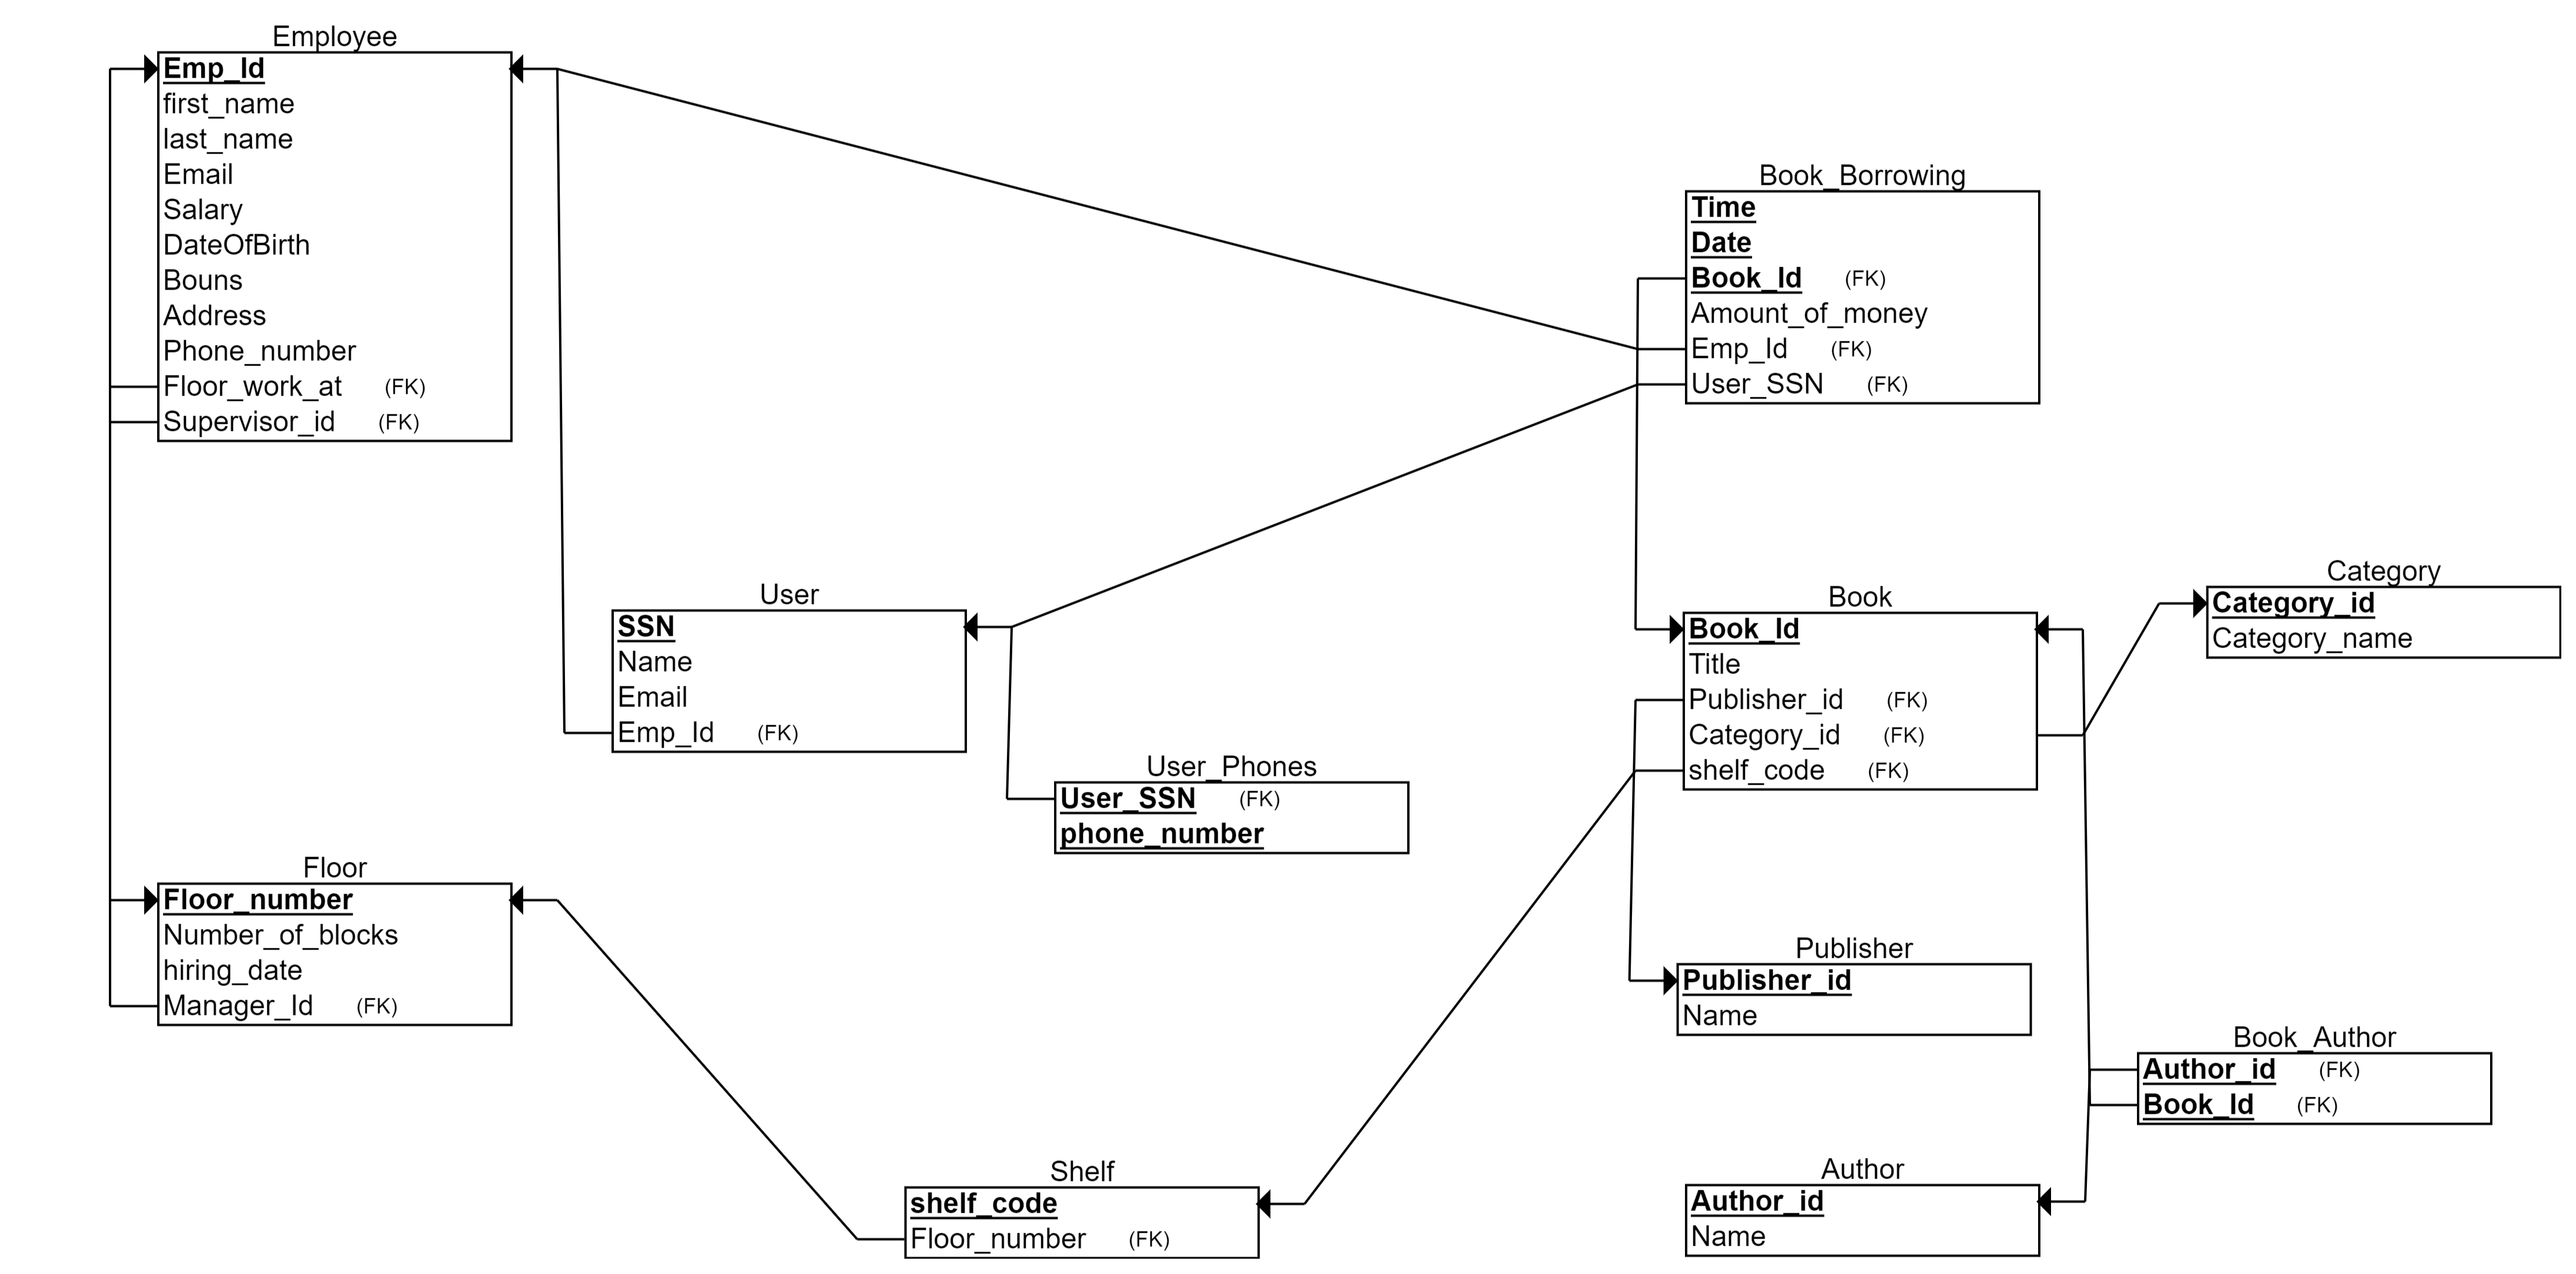 Employee
Emp_Id
first_name
last_name
Email
Salary
DateOfBirth
Bouns
Address
Phone_number
Floor_work_at (FK)
Supervisor_id (FK)
Book_Borrowing
Time
Date
Book_Id (FK)
Amount_of_money
Emp_Id (FK)
User_SSN (FK)
User
SSN
Name
Email
Emp_Id (FK)
User_Phones
User_SSN (FK)
phone_number
Book
Book_Id
Title
Publisher_id (FK)
Category_id (FK)
shelf_code (FK)
Category
Category_id
Category_name
Floor
Floor_number
Number_of_blocks
hiring_date
Manager_Id (FK)
Publisher
Publisher_id
Name
Book_Author
Author_id (FK)
Book_Id (FK)
Shelf
shelf_code
Floor_number (FK)
Author
Author_id
Name